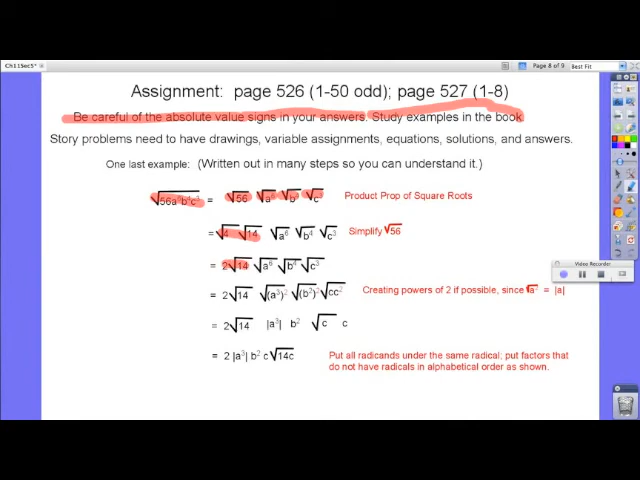 Ch11Sec5*
Page 8 of 9
Best Fit
Assignment: page 526 (1-50 odd); page 527 (1-8)
Be careful of the absolute value signs in your answers. Study examples in the book
Story problems need to have drawings, variable assignments, equations, solutions, and answers.
One last example: (Written out in many steps so you can understand it.)
√56a⁶b⁴c³ = √56 √a⁶ √b⁴ √c³ Product Prop of Square Roots
= √4 √14 √a⁶ √b⁴ √c³ Simplify √56
= 2√14 √a⁶ √b⁴ √c³
= 2√14 √(a³)² √(b²)² √cc² Creating powers of 2 if possible, since √a² = |a|
= 2√14 |a³| b² √c c
= 2 |a³| b² c √14c Put all radicands under the same radical; put factors that
do not have radicals in alphabetical order as shown.
Video Recorder